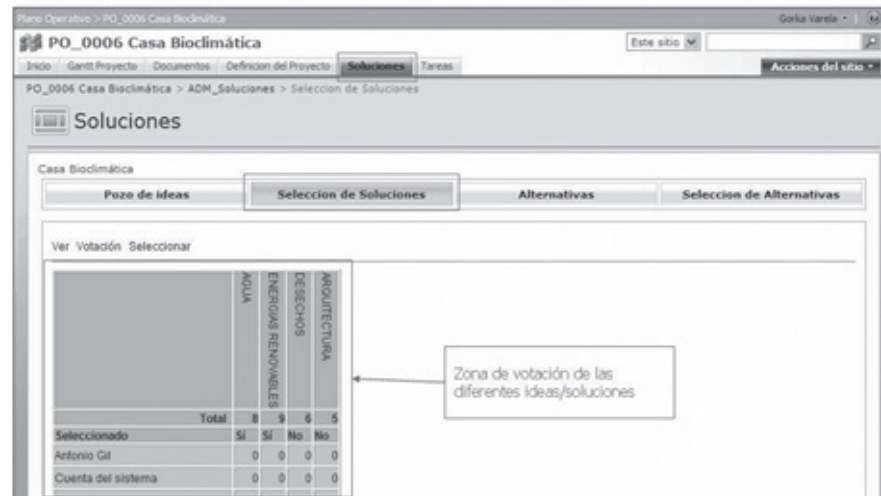 Plano Operativo > PO_0006 Casa Bioclimática
Gorka Varela
PO_0006 Casa Bioclimática
Este sitio
Inicio Gantt Proyecto Documentos Definicion del Proyecto Soluciones Tareas
Acciones del sitio
PO_0006 Casa Bioclimática > ADM_Soluciones > Seleccion de Soluciones
Soluciones
Casa Bioclimática
Pozo de ideas Seleccion de Soluciones Alternativas Seleccion de Alternativas
Ver Votación Seleccionar
AGUA
ENERGIAS RENOVABLES
DESECHOS
ARQUITECTURA
Zona de votación de las
diferentes ideas/soluciones
Total 8 9 6 5
Seleccionado Sí Sí No No
Antonio Gil 0 0 0 0
Cuenta del sistema 0 0 0 0